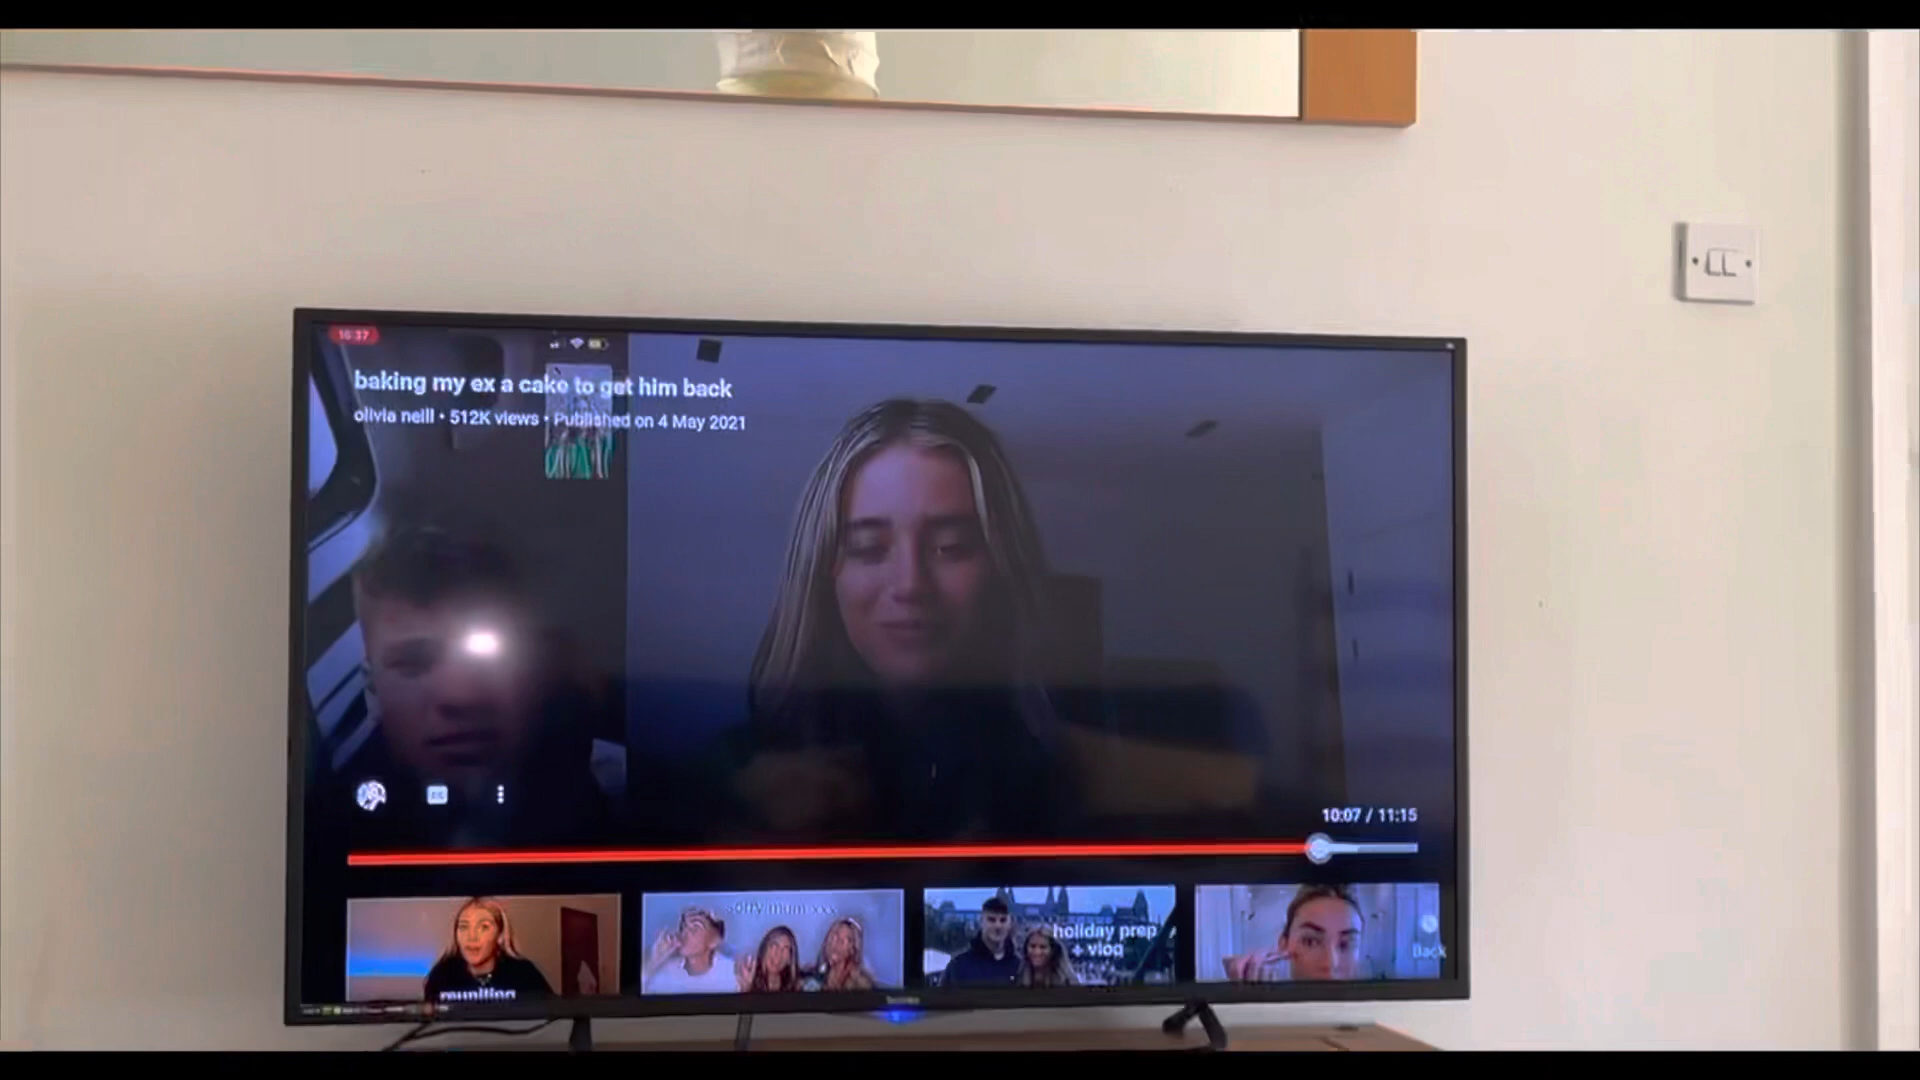 16:37
baking my ex a cake to get him back
olivia neill • 512K views • Published on 4 May 2021
10:07 / 11:15
sorry mum xxx
holiday prep
+ vlog
Back
reuniting